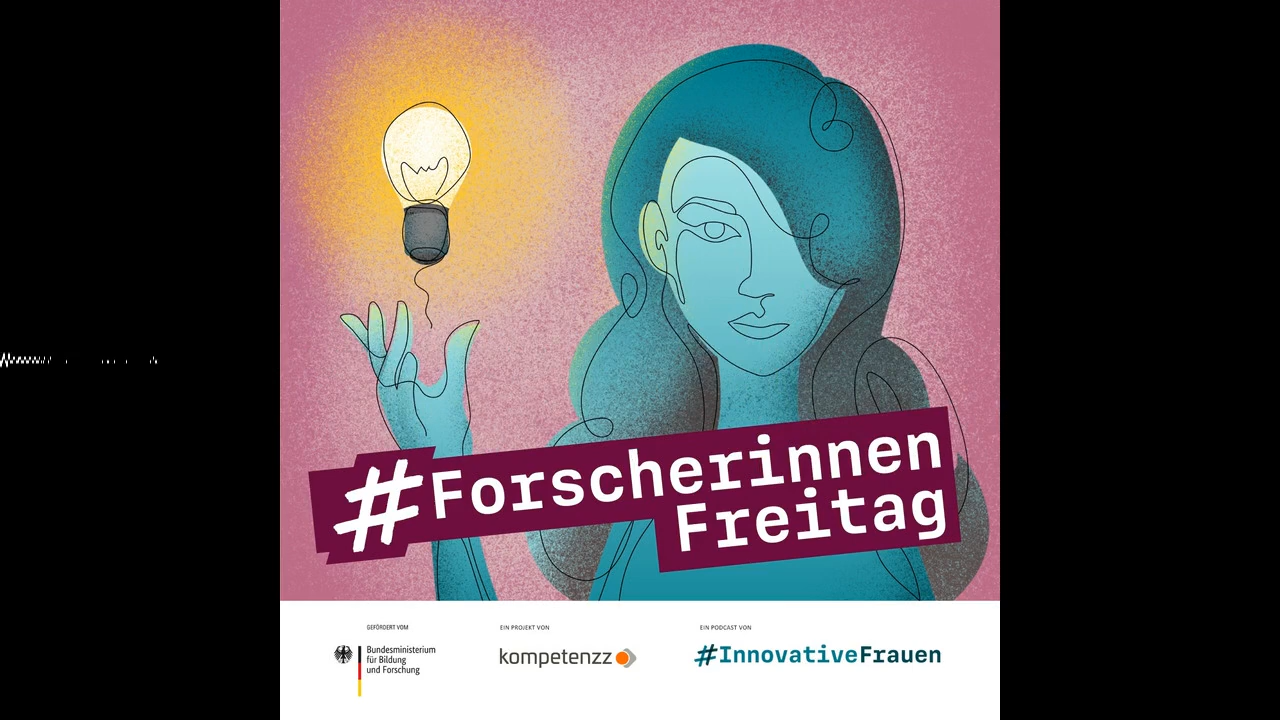 #Forscherinnen
Freitag
GEFÖRDERT VOM
Bundesministerium
für Bildung
und Forschung
EIN PROJEKT VON
kompetenzz
EIN PODCAST VON
#InnovativeFrauen